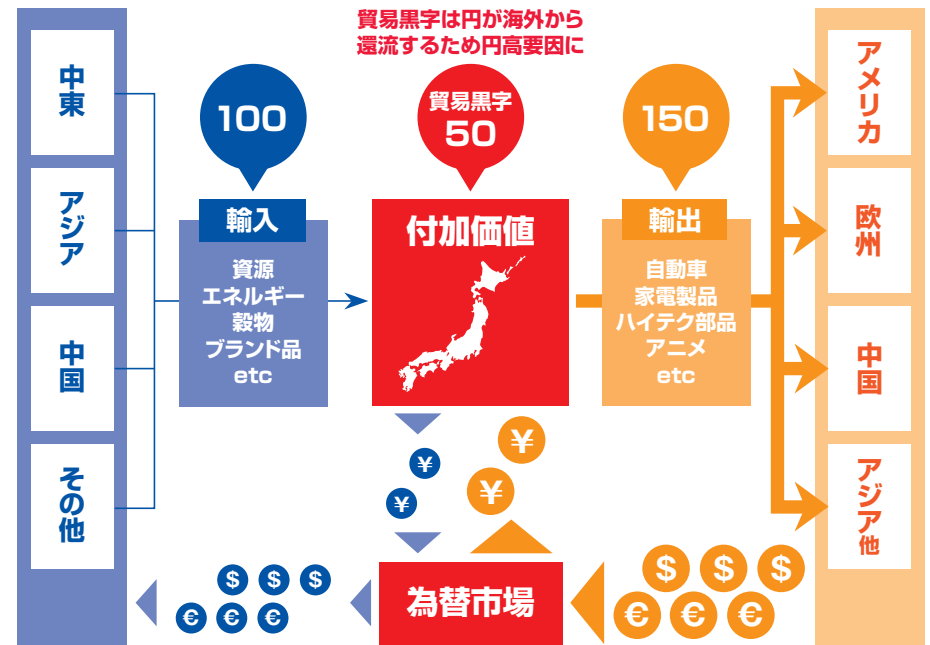 貿易黒字は円が海外から
還流するため円高要因に
中東
アジア
中国
その他
100
輸入
資源
エネルギー
穀物
ブランド品
etc
貿易黒字
50
付加価値
150
輸出
自動車
家電製品
ハイテク部品
アニメ
etc
アメリカ
欧州
中国
アジア他
¥
¥
¥
¥
為替市場
$ $ $
€ € €
$ $ $
€ € €